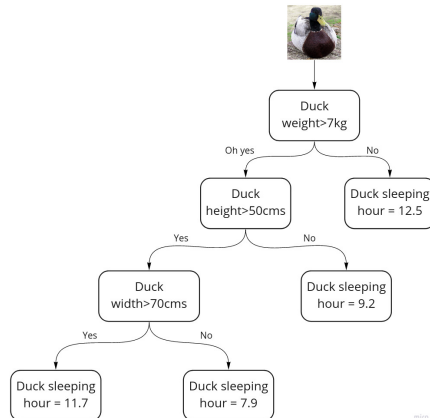 Duck
weight>7kg
Oh yes
No
Duck
height>50cms
Duck sleeping
hour = 12.5
Yes
No
Duck
width>70cms
Duck sleeping
hour = 9.2
Yes
No
Duck sleeping
hour = 11.7
Duck sleeping
hour = 7.9